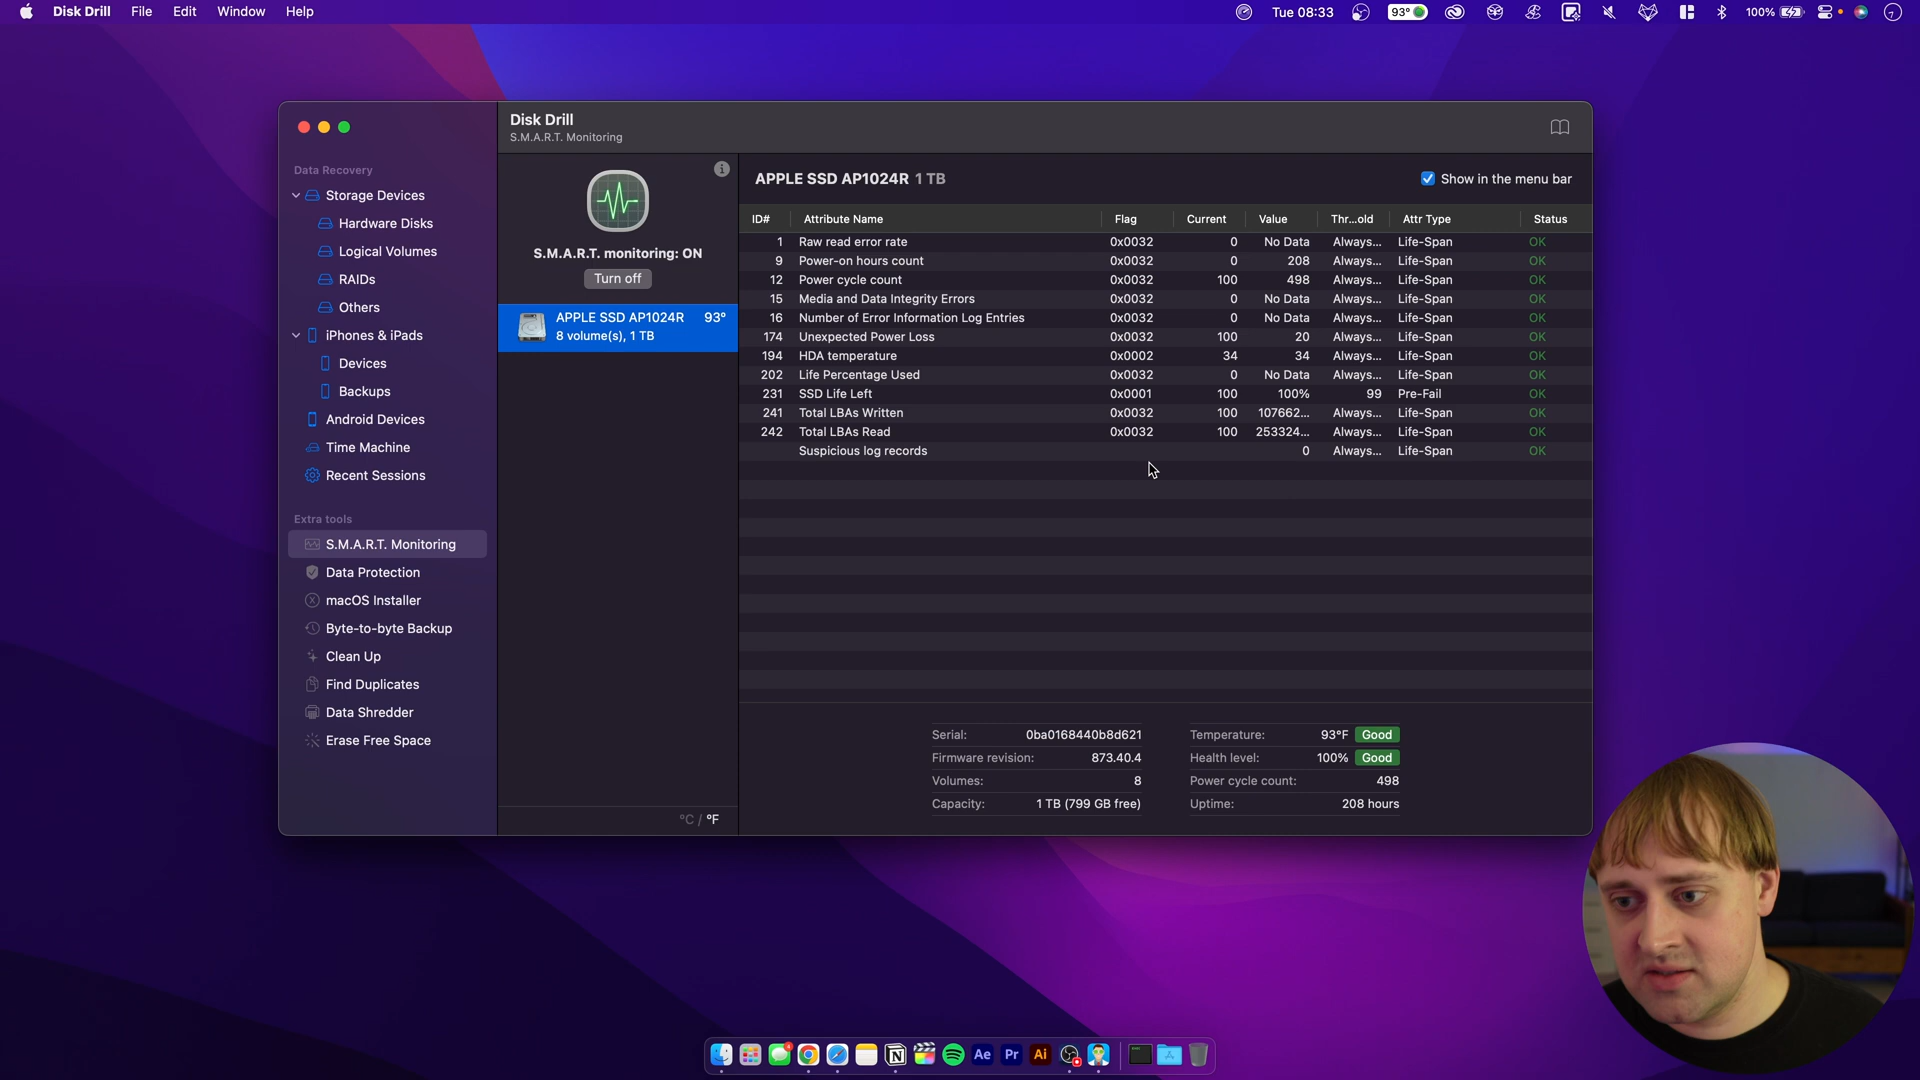 Disk Drill File Edit Window Help
Tue 08:33 93° 100%
Disk Drill
S.M.A.R.T. Monitoring
Data Recovery
Storage Devices
Hardware Disks
Logical Volumes
RAIDs
Others
iPhones & iPads
Devices
Backups
Android Devices
Time Machine
Recent Sessions
Extra tools
S.M.A.R.T. Monitoring
Data Protection
macOS Installer
Byte-to-byte Backup
Clean Up
Find Duplicates
Data Shredder
Erase Free Space
S.M.A.R.T. monitoring: ON
Turn off
APPLE SSD AP1024R 93°
8 volume(s), 1 TB
°C / °F
APPLE SSD AP1024R 1 TB
Show in the menu bar
ID# Attribute Name Flag Current Value Thr...old Attr Type Status
1 Raw read error rate 0x0032 0 No Data Always... Life-Span OK
9 Power-on hours count 0x0032 0 208 Always... Life-Span OK
12 Power cycle count 0x0032 100 498 Always... Life-Span OK
15 Media and Data Integrity Errors 0x0032 0 No Data Always... Life-Span OK
16 Number of Error Information Log Entries 0x0032 0 No Data Always... Life-Span OK
174 Unexpected Power Loss 0x0032 100 20 Always... Life-Span OK
194 HDA temperature 0x0002 34 34 Always... Life-Span OK
202 Life Percentage Used 0x0032 0 No Data Always... Life-Span OK
231 SSD Life Left 0x0001 100 100% 99 Pre-Fail OK
241 Total LBAs Written 0x0032 100 107662... Always... Life-Span OK
242 Total LBAs Read 0x0032 100 253324... Always... Life-Span OK
Suspicious log records 0 Always... Life-Span OK
Serial: 0ba0168440b8d621
Firmware revision: 873.40.4
Volumes: 8
Capacity: 1 TB (799 GB free)
Temperature: 93°F Good
Health level: 100% Good
Power cycle count: 498
Uptime: 208 hours
Ae Pr Ai